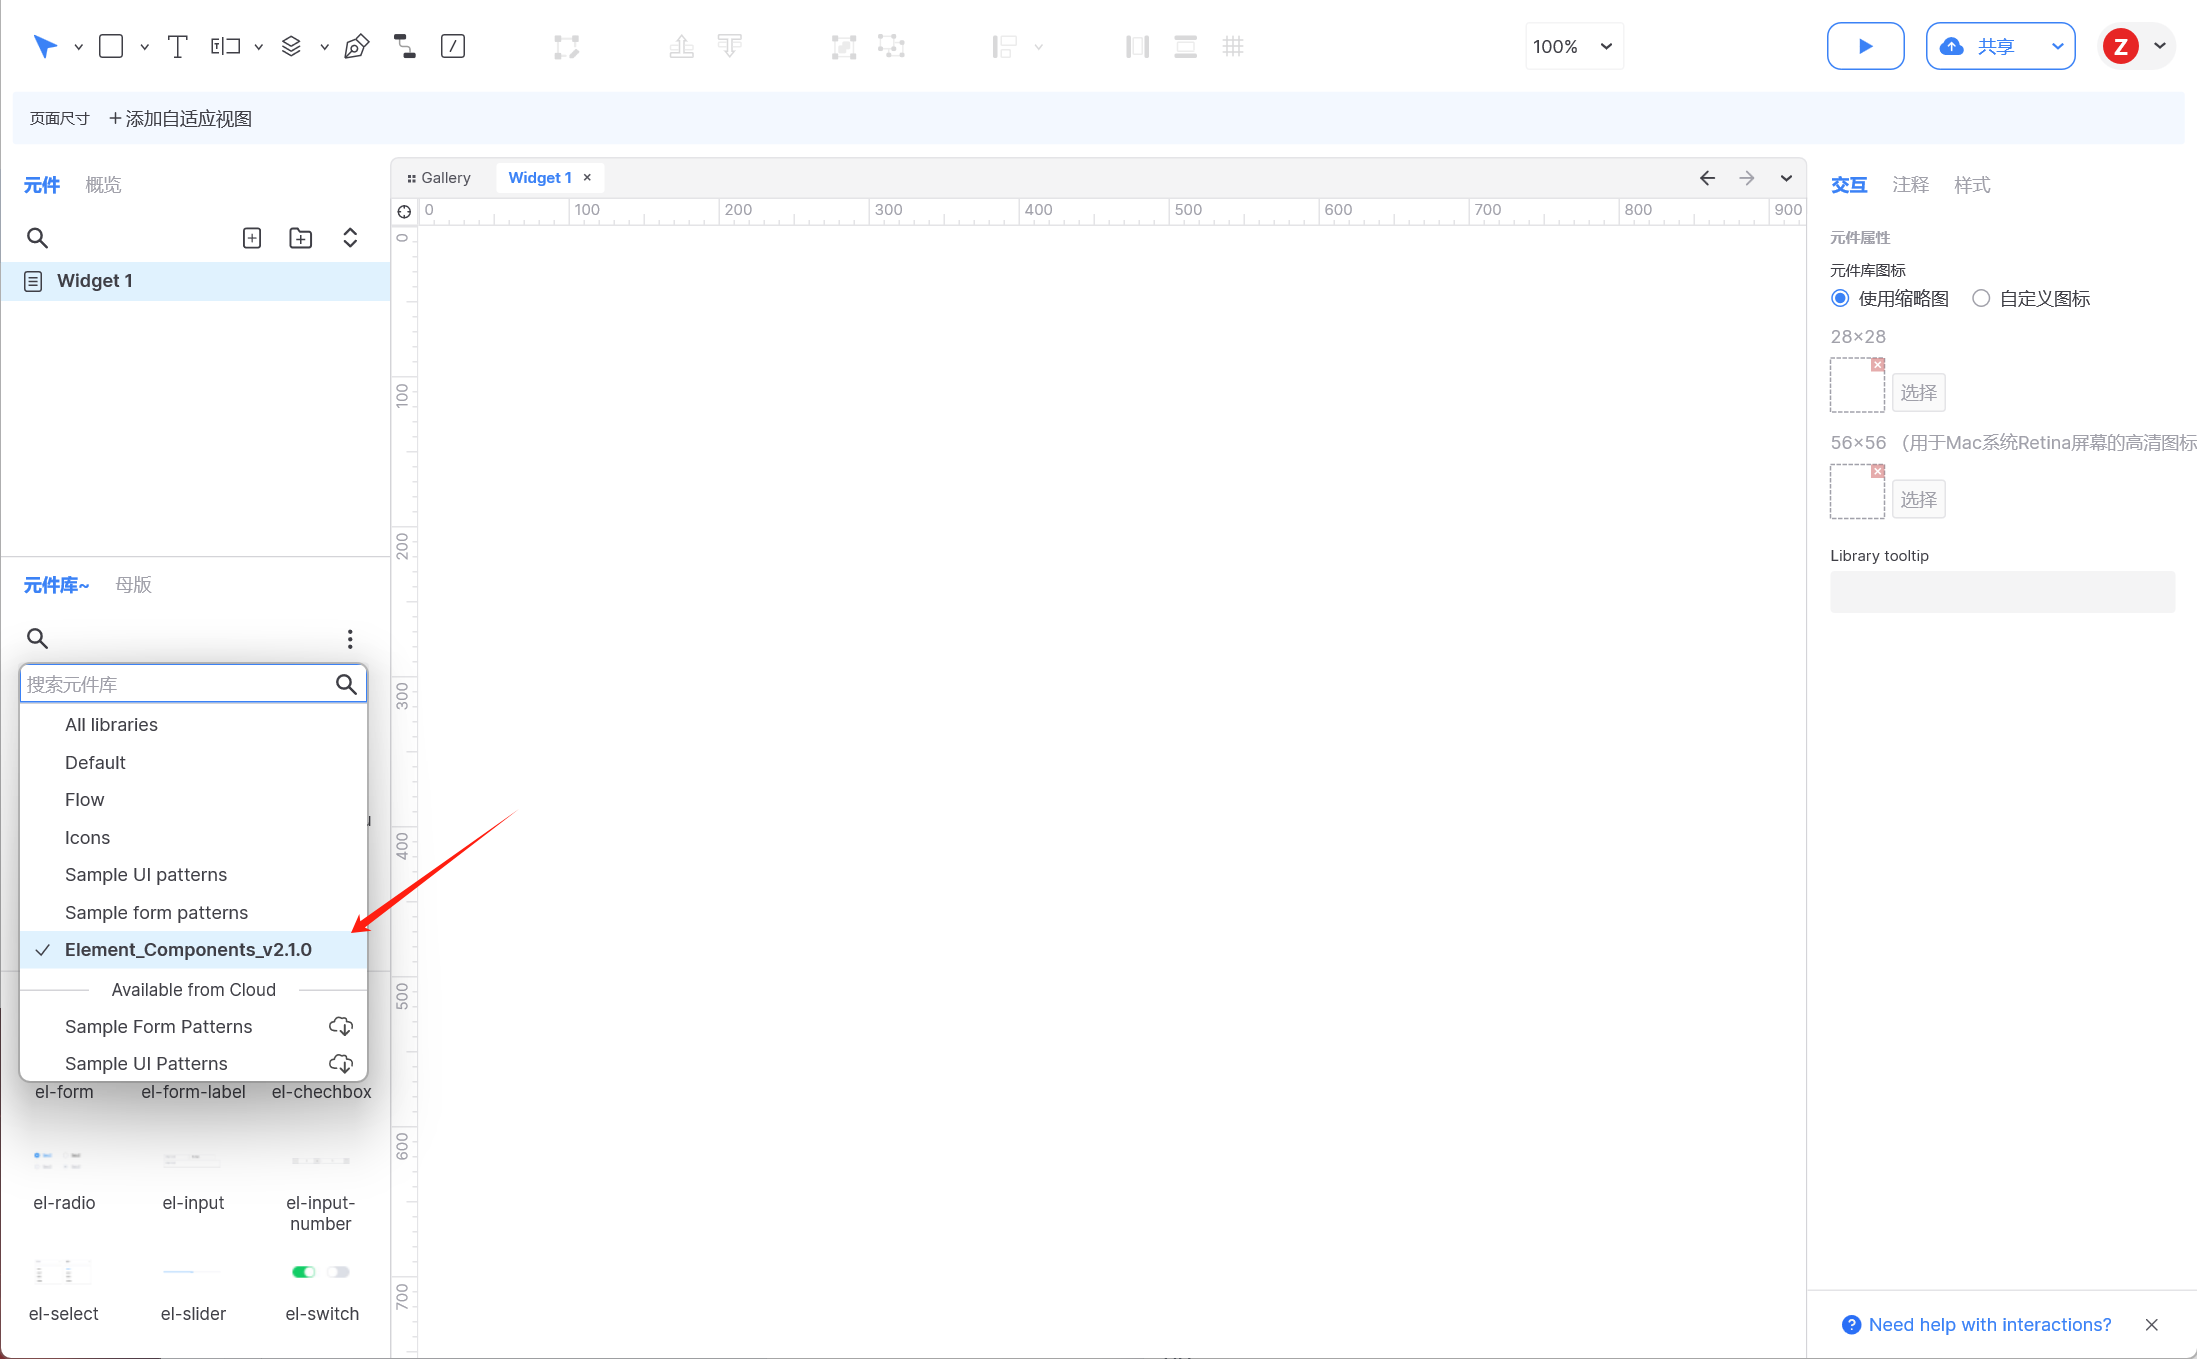 100%
共享
Z
页面尺寸
+添加自适应视图
元件
概览
Gallery
Widget 1
交互
注释
样式
0
100
200
300
400
500
600
700
800
900
0
100
200
300
400
500
600
700
Widget 1
元件属性
元件库图标
使用缩略图
自定义图标
28×28
选择
56×56 （用于Mac系统Retina屏幕的高清图标
选择
Library tooltip
元件库~
母版
搜索元件库
All libraries
Default
Flow
Icons
Sample UI patterns
Sample form patterns
Element_Components_v2.1.0
Available from Cloud
Sample Form Patterns
Sample UI Patterns
el-form
el-form-label
el-chechbox
el-radio
el-input
el-input-
number
el-select
el-slider
el-switch
Need help with interactions?